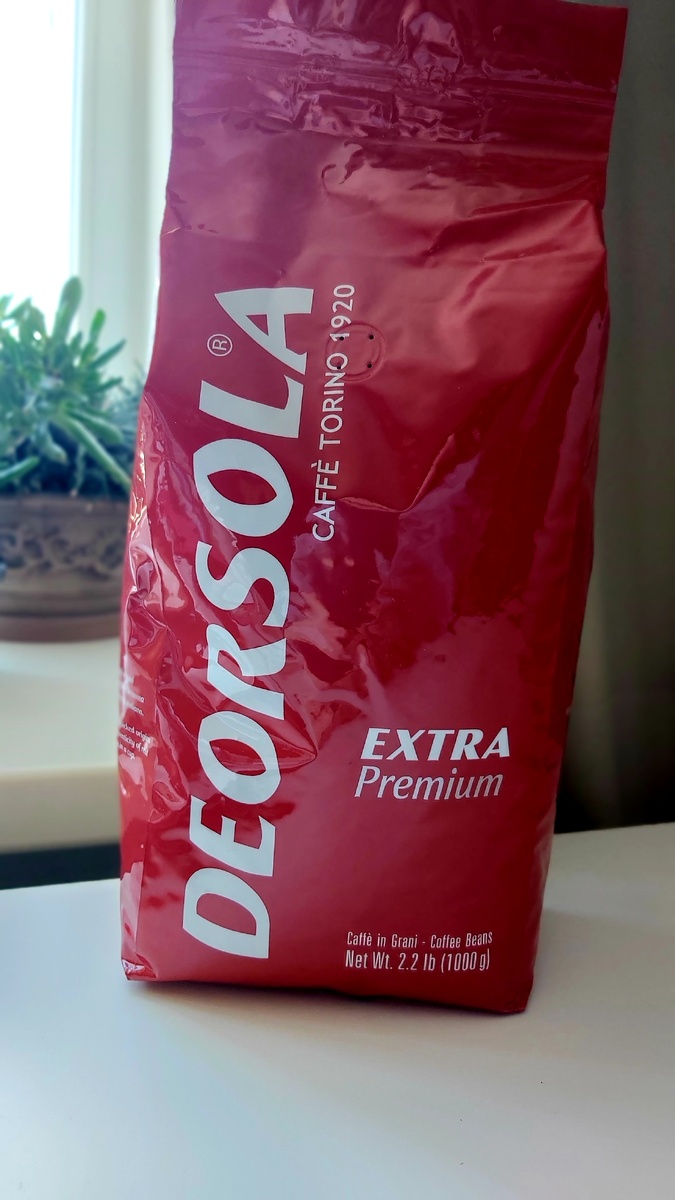 DEORSOLA®
CAFFÈ TORINO 1920
EXTRA
Premium
Caffè in Grani - Coffee Beans
Net Wt. 2.2 lb (1000 g)